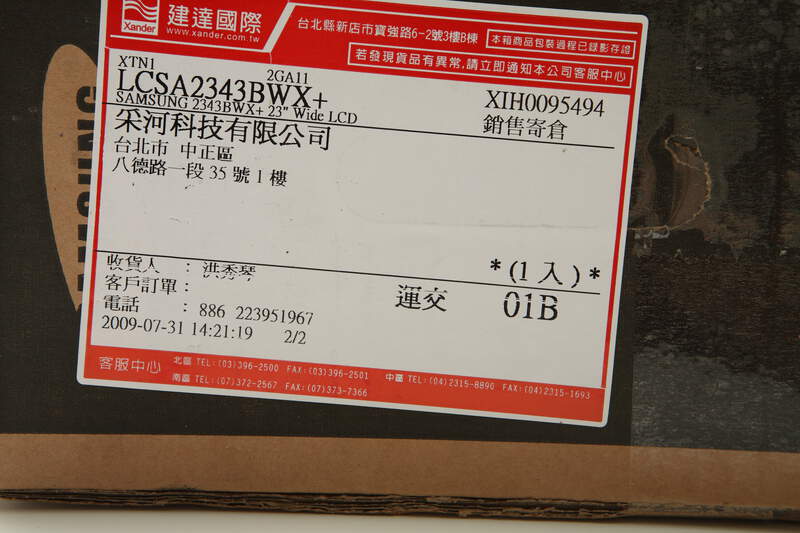 建達國際
Xander
www.xander.com.tw
台北縣新店市寶強路6-2號3樓B棟
本箱商品包裝過程已錄影存證
若發現貨品有異常,請立即通知本公司客服中心
XTN1 2GA11
LCSA2343BWX+
XIH0095494
SAMSUNG 2343BWX+ 23" Wide LCD
銷售寄倉
采河科技有限公司
台北市 中正區
八德路一段 35 號 1 樓
*(1 入)*
收貨人 : 洪秀琴
客戶訂單 :
運交 01B
電話 : 886 223951967
2009-07-31 14:21:19 2/2
客服中心
北區 TEL:(03)396-2500 FAX:(03)396-2501 中區 TEL:(04)2315-8890 FAX:(04)2315-1693
南區 TEL:(07)372-2567 FAX:(07)373-7366